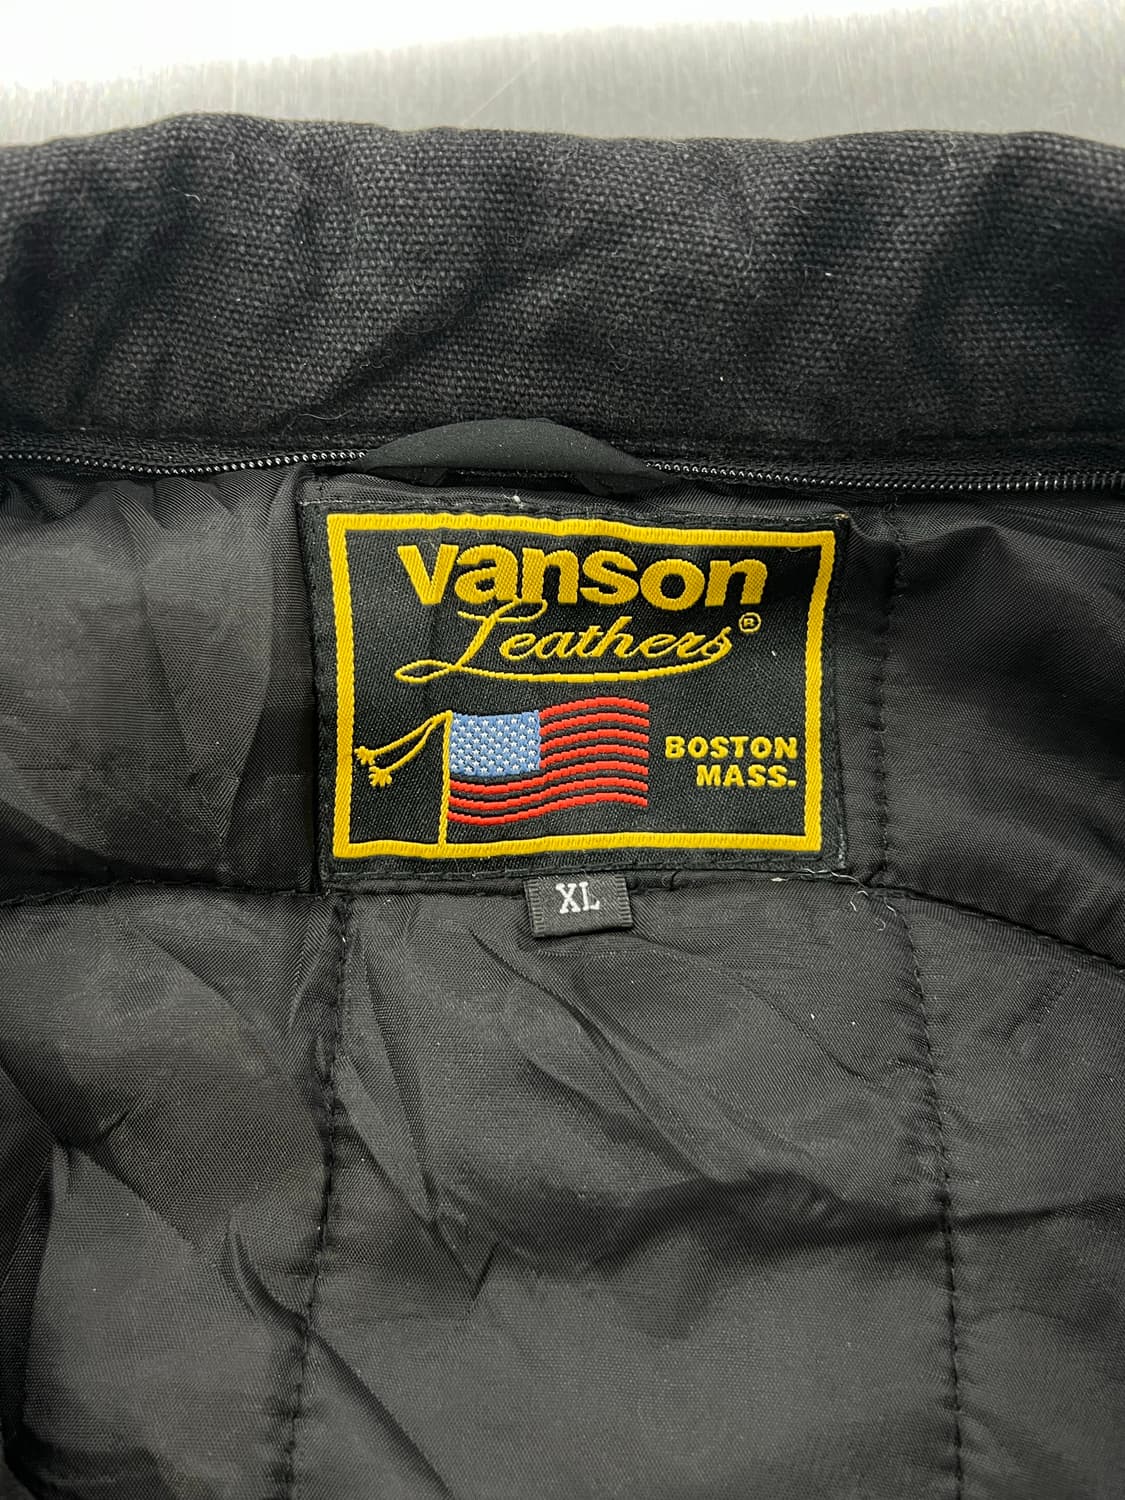 vanson
Leathers®
BOSTON
MASS.
XL